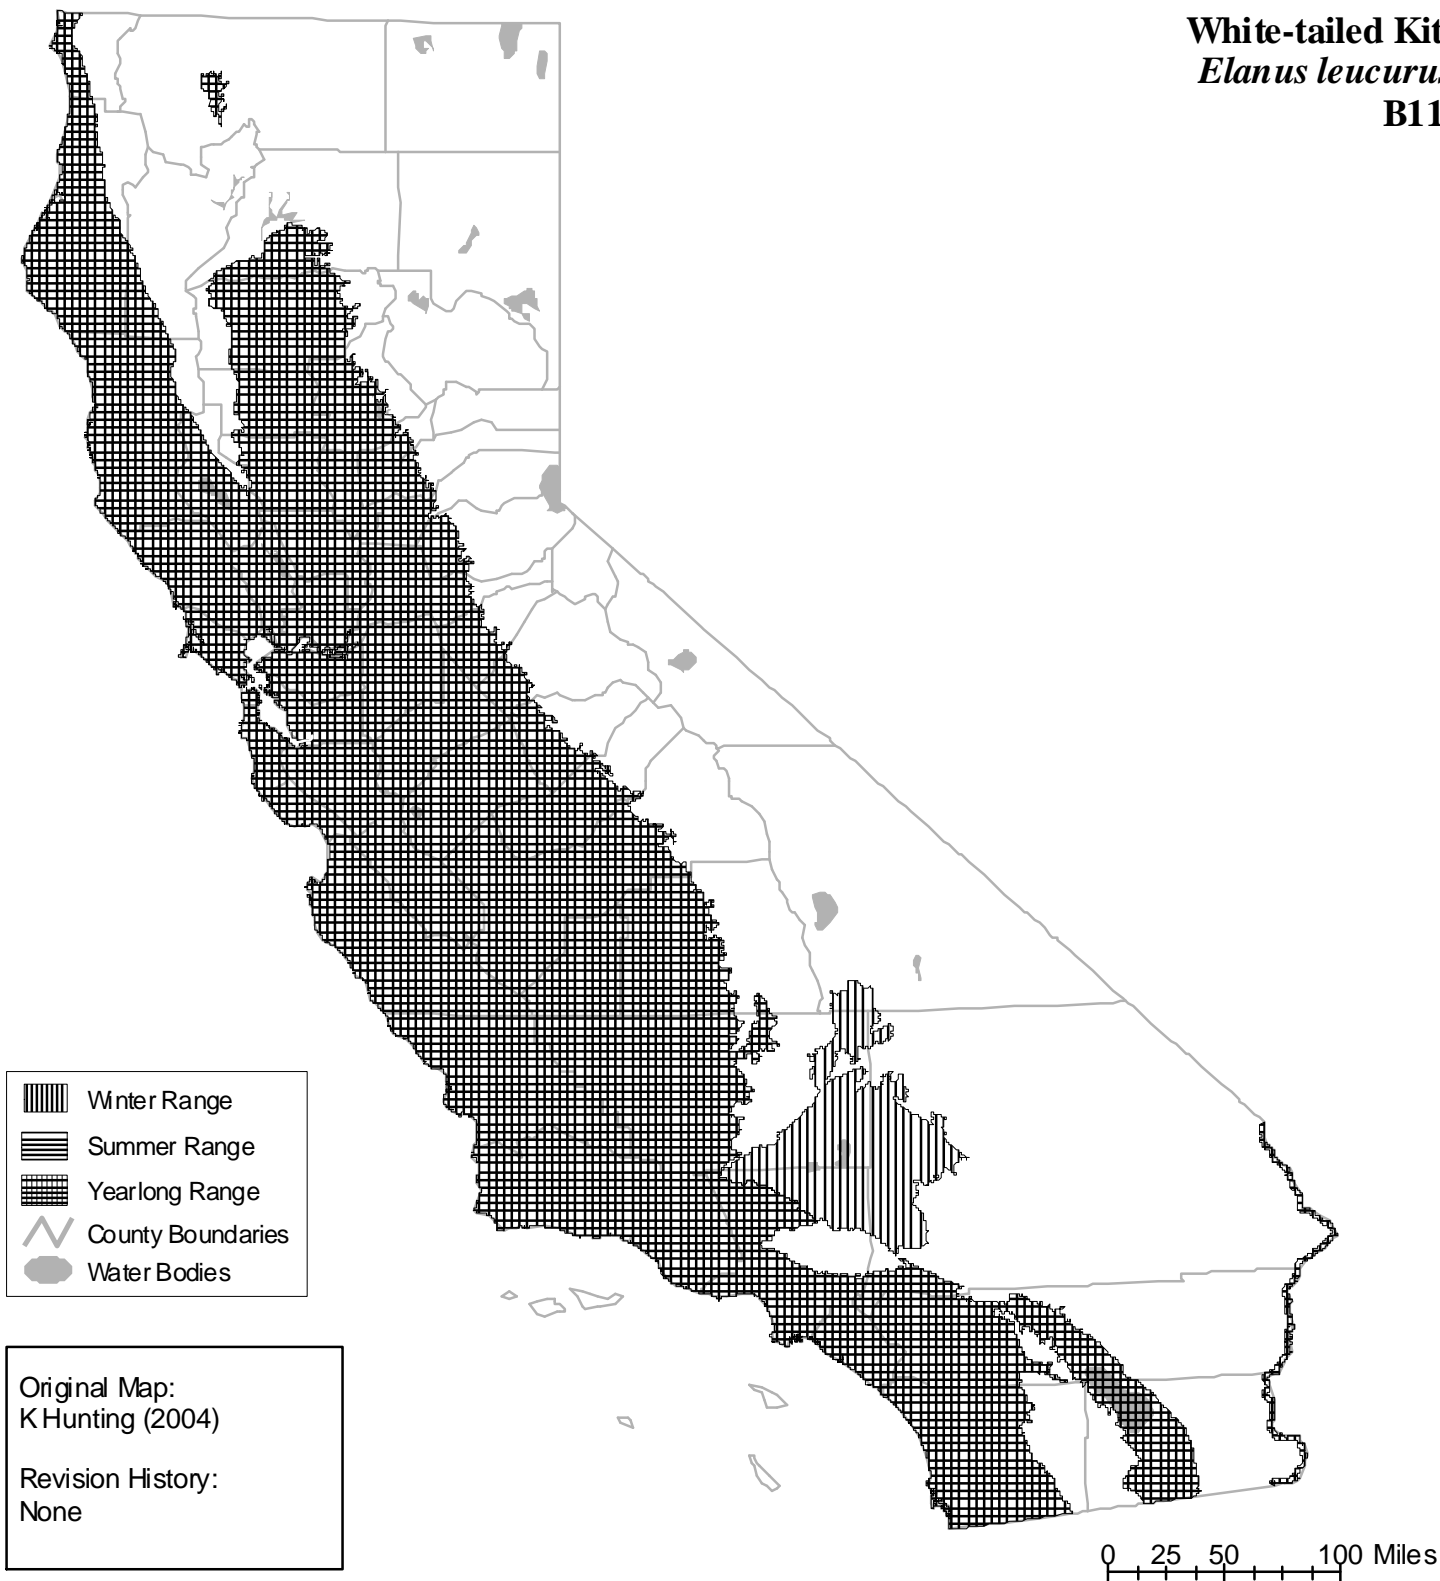 White-tailed Kit
Elanus leucurus
B11
Winter Range
Summer Range
Yearlong Range
County Boundaries
Water Bodies
Original Map:
K Hunting (2004)
Revision History:
None
0 25 50 100 Miles